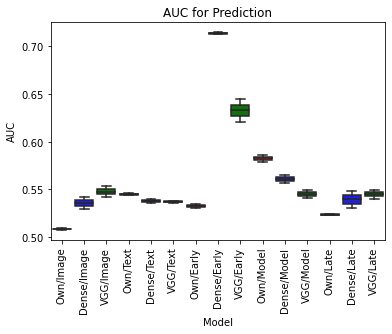 AUC for Prediction
AUC
0.70
0.65
0.60
0.55
0.50
Own/Image
Dense/Image
VGG/Image
Own/Text
Dense/Text
VGG/Text
Own/Early
Dense/Early
VGG/Early
Own/Model
Dense/Model
VGG/Model
Own/Late
Dense/Late
VGG/Late
Model